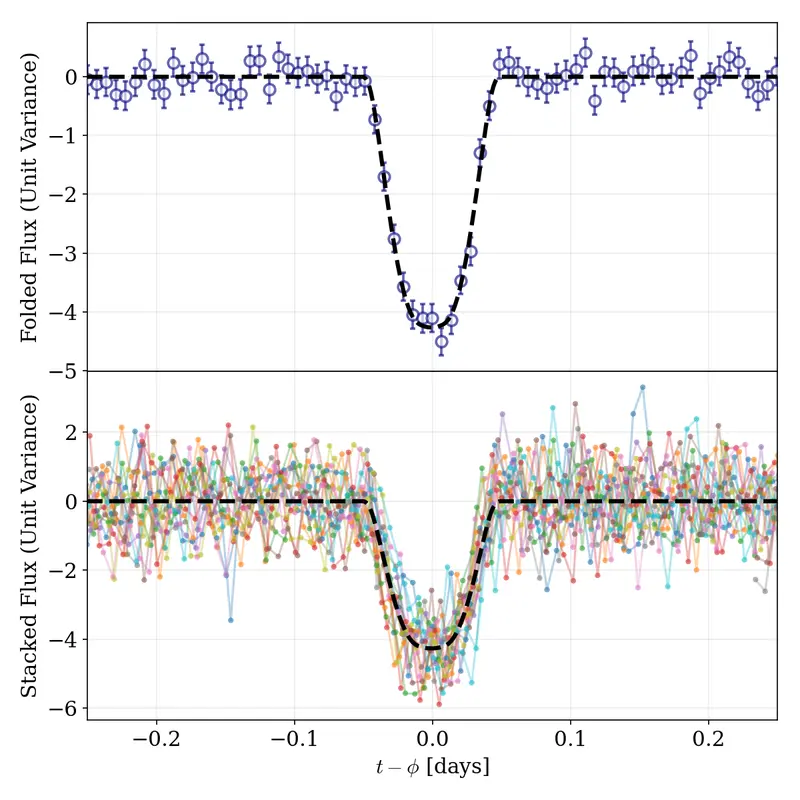 Folded Flux (Unit Variance)
0
−1
−2
−3
−4
−5
Stacked Flux (Unit Variance)
2
0
−2
−4
−6
−0.2 −0.1 0.0 0.1 0.2
t − ϕ [days]